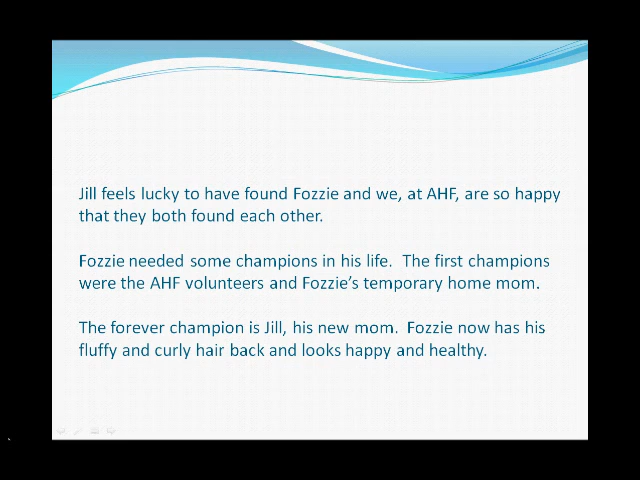 Jill feels lucky to have found Fozzie and we, at AHF, are so happy
that they both found each other.
Fozzie needed some champions in his life.  The first champions
were the AHF volunteers and Fozzie’s temporary home mom.
The forever champion is Jill, his new mom.  Fozzie now has his
fluffy and curly hair back and looks happy and healthy.